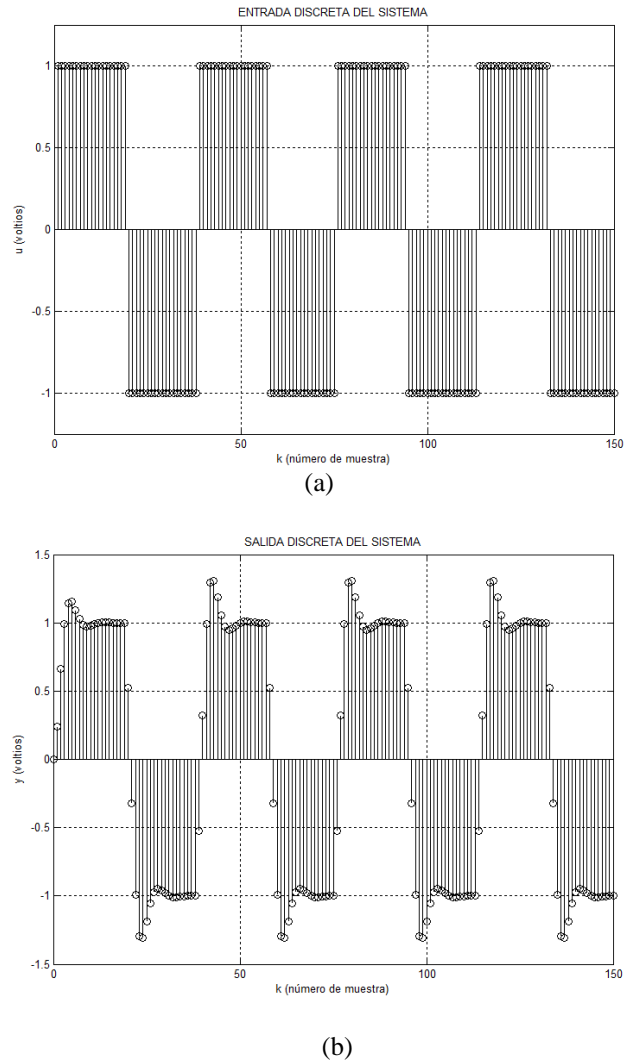 ENTRADA DISCRETA DEL SISTEMA
1
0.5
0
-0.5
-1
u (voltios)
0
50
100
150
k (número de muestra)
(a)
SALIDA DISCRETA DEL SISTEMA
1.5
1
0.5
0
-0.5
-1
-1.5
y (voltios)
0
50
100
150
k (número de muestra)
(b)